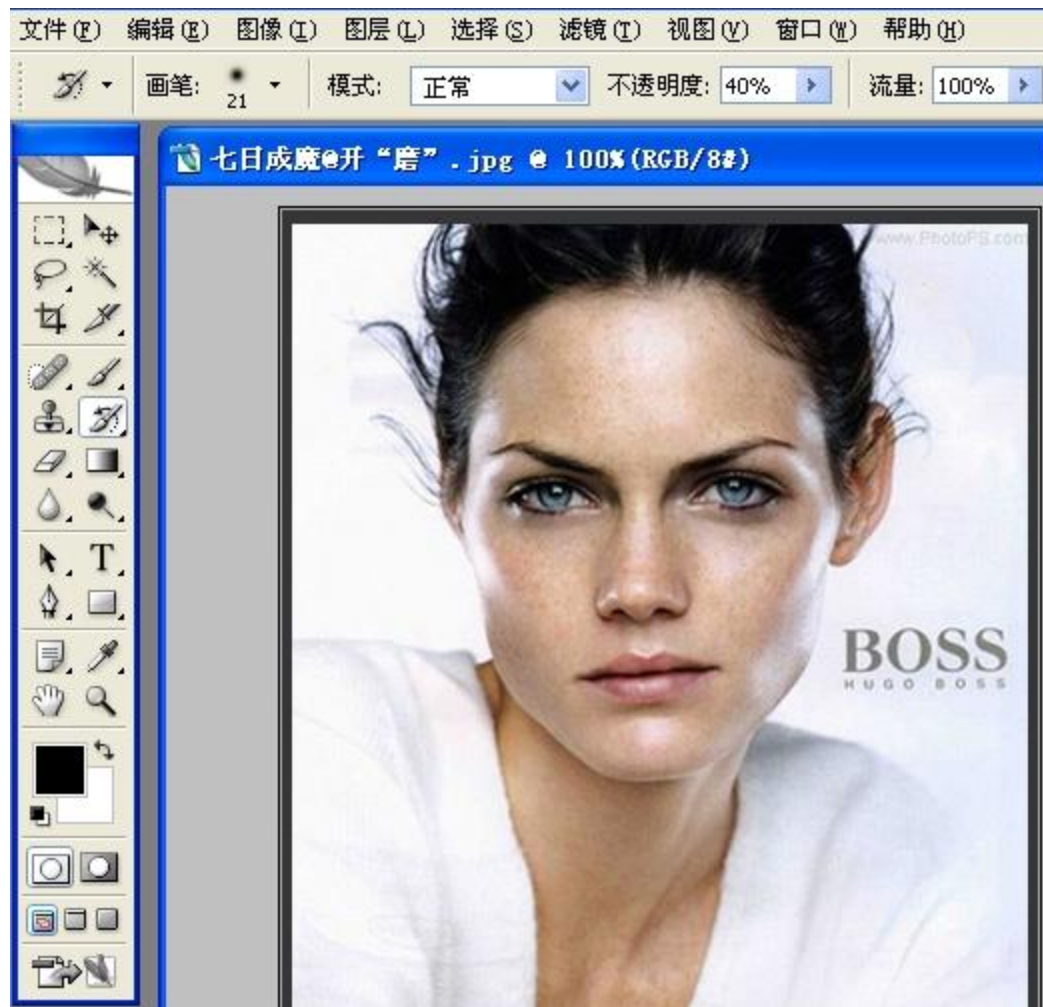 文件(F) 编辑(E) 图像(I) 图层(L) 选择(S) 滤镜(T) 视图(V) 窗口(W) 帮助(H)
画笔: 21 模式: 正常 不透明度: 40% 流量: 100%
七日成魔@开“磨”.jpg @ 100%(RGB/8#)
www.PhotoPS.com
T
BOSS
HUGO BOSS